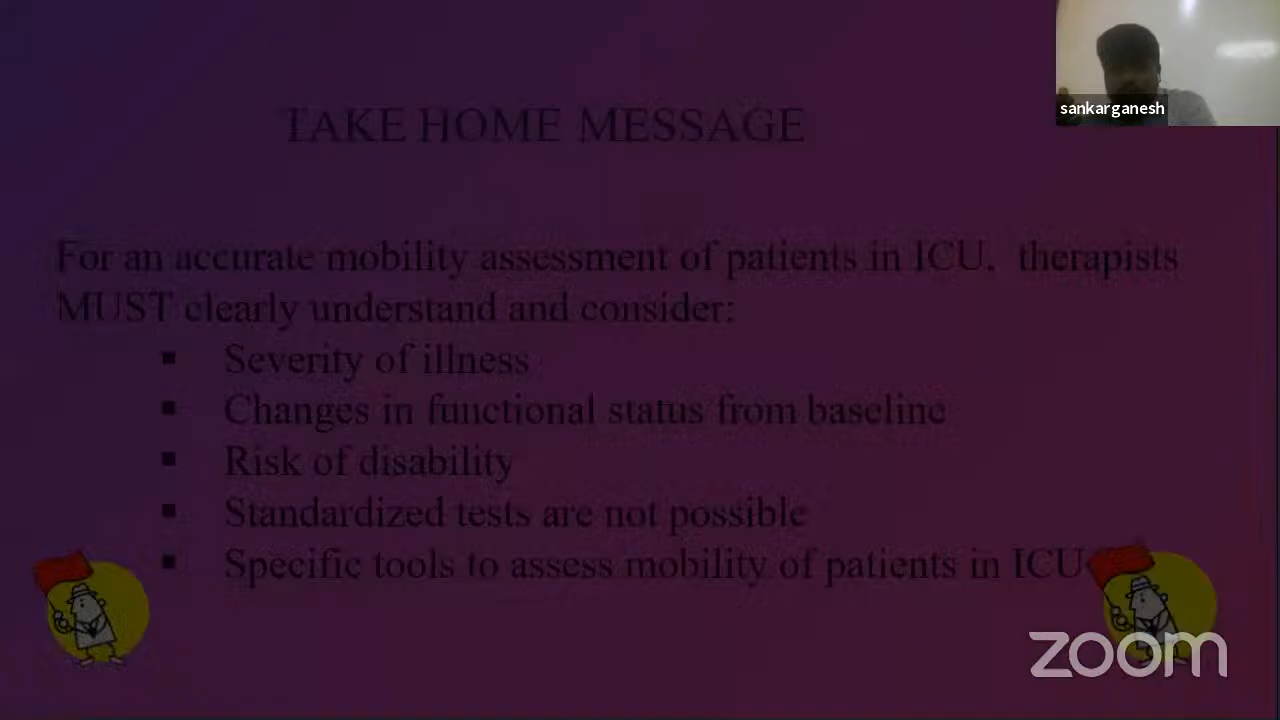 sankarganesh
TAKE HOME MESSAGE
For an accurate mobility assessment of patients in ICU, therapists
MUST clearly understand and consider:
▪ Severity of illness
▪ Changes in functional status from baseline
▪ Risk of disability
▪ Standardized tests are not possible
▪ Specific tools to assess mobility of patients in ICU
zoom